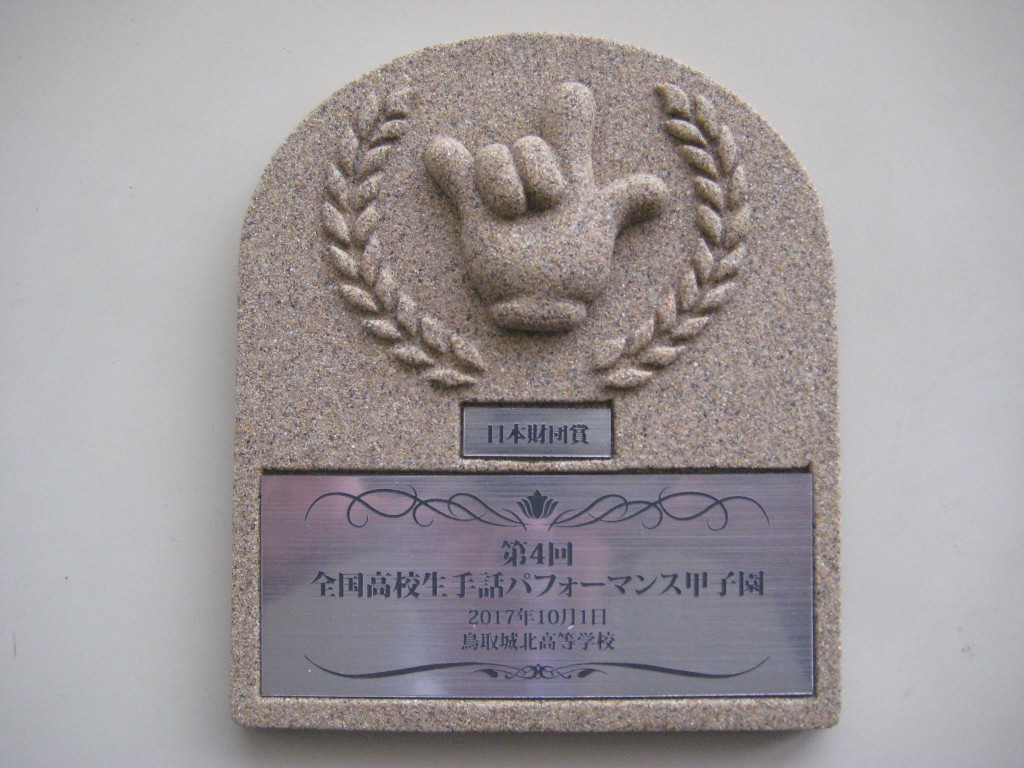 日本財団賞
第4回
全国高校生手話パフォーマンス甲子園
2017年10月1日
鳥取城北高等学校